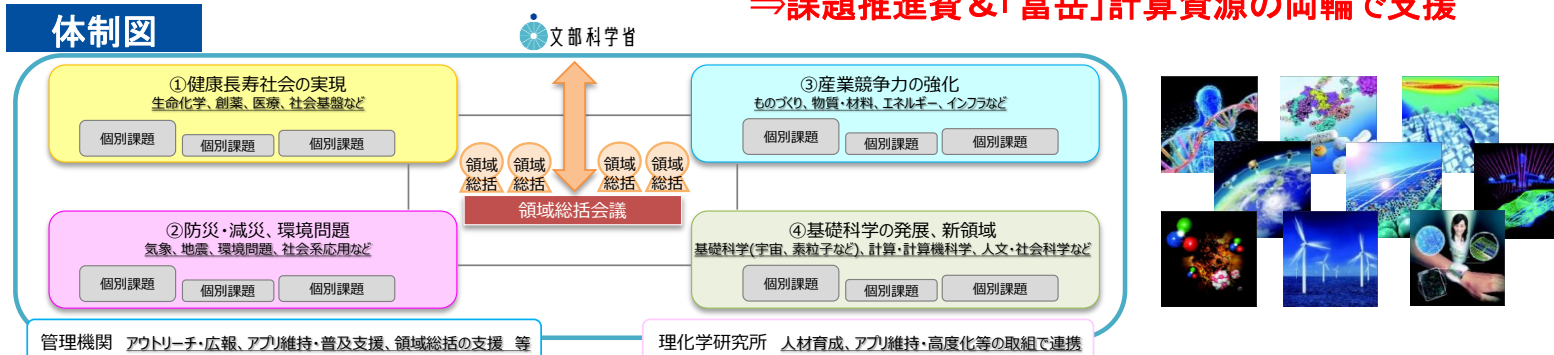 ⇒課題推進費&「富岳」計算資源の両輪で支援
体制図
文部科学省
①健康長寿社会の実現
生命化学、創薬、医療、社会基盤など
個別課題
個別課題
個別課題
③産業競争力の強化
ものづくり、物質・材料、エネルギー、インフラなど
個別課題
個別課題
個別課題
領域
総括
領域
総括
領域
総括
領域
総括
領域総括会議
②防災・減災、環境問題
気象、地震、環境問題、社会系応用など
個別課題
個別課題
個別課題
④基礎科学の発展、新領域
基礎科学(宇宙、素粒子など)、計算・計算機科学、人文・社会科学など
個別課題
個別課題
個別課題
管理機関 アウトリーチ・広報、アプリ維持・普及支援、領域総括の支援 等
理化学研究所 人材育成、アプリ維持・高度化等の取組で連携